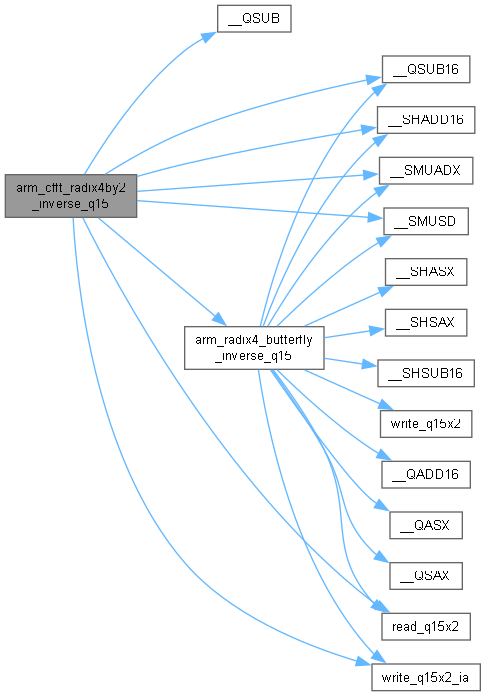 __QSUB
__QSUB16
__SHADD16
__SMUADX
arm_cfft_radix4by2
_inverse_q15
__SMUSD
__SHASX
__SHSAX
arm_radix4_butterfly
_inverse_q15
__SHSUB16
write_q15x2
__QADD16
__QASX
__QSAX
read_q15x2
write_q15x2_ia